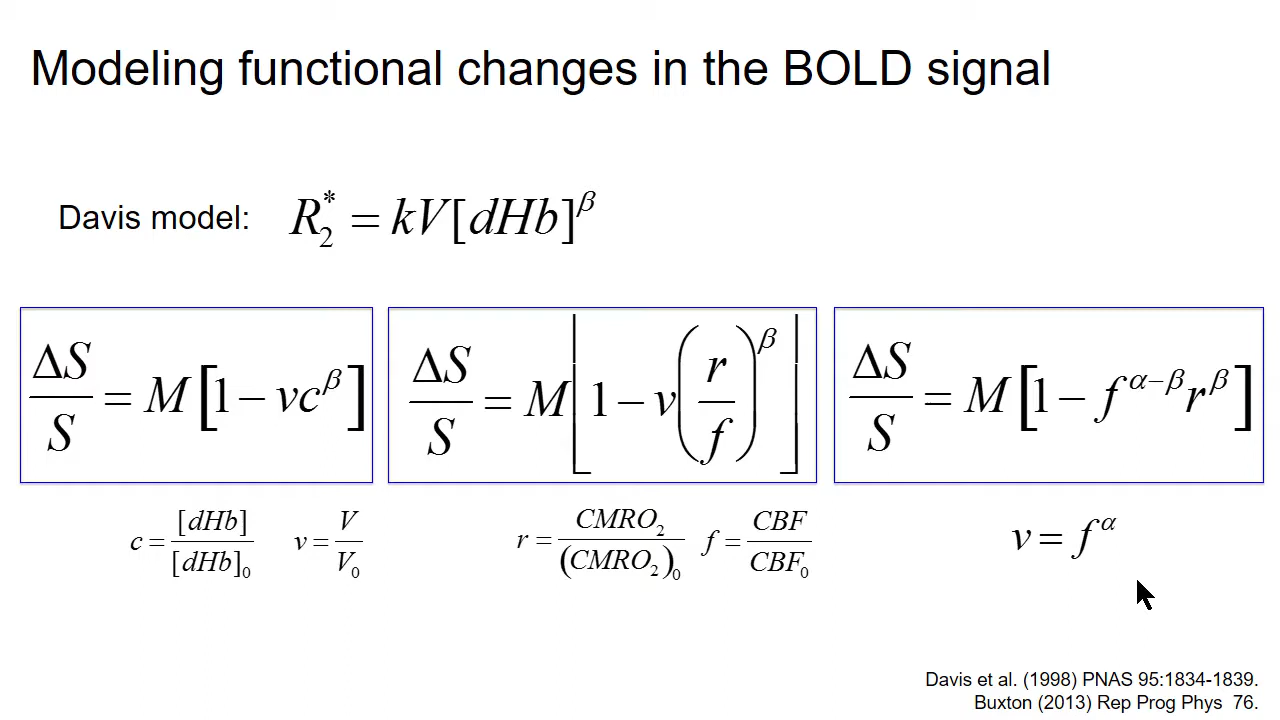 Modeling functional changes in the BOLD signal
Davis model: R₂* = kV[dHb]^β
ΔS/S = M[1 − vc^β]
ΔS/S = M[1 − v(r/f)^β]
ΔS/S = M[1 − f^(α−β) r^β]
c = [dHb]/[dHb]₀ v = V/V₀
r = CMRO₂/(CMRO₂)₀ f = CBF/CBF₀
v = f^α
Davis et al. (1998) PNAS 95:1834-1839.
Buxton (2013) Rep Prog Phys 76.